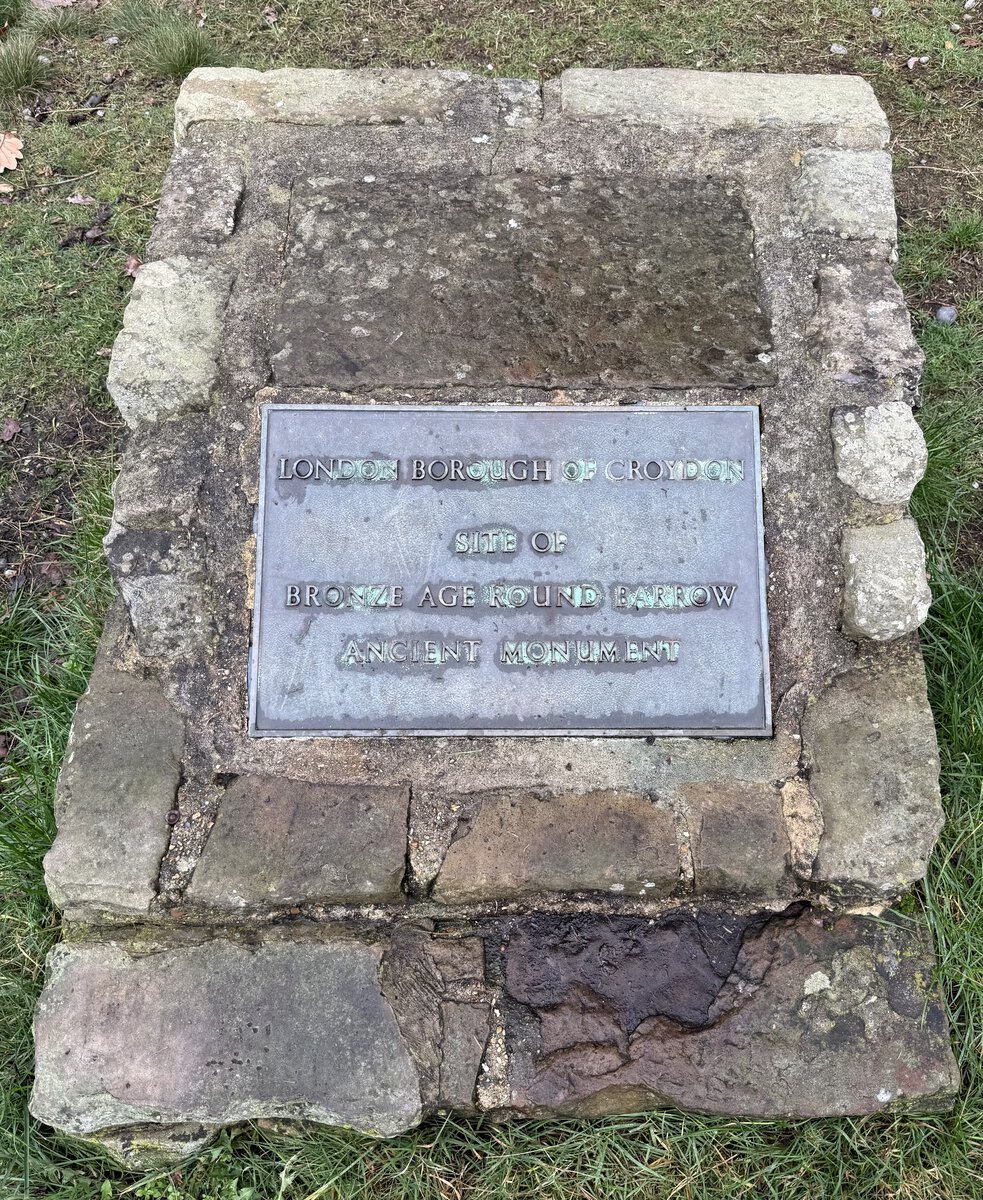 LONDON BOROUGH OF CROYDON
SITE OF
BRONZE AGE ROUND BARROW
ANCIENT MONUMENT